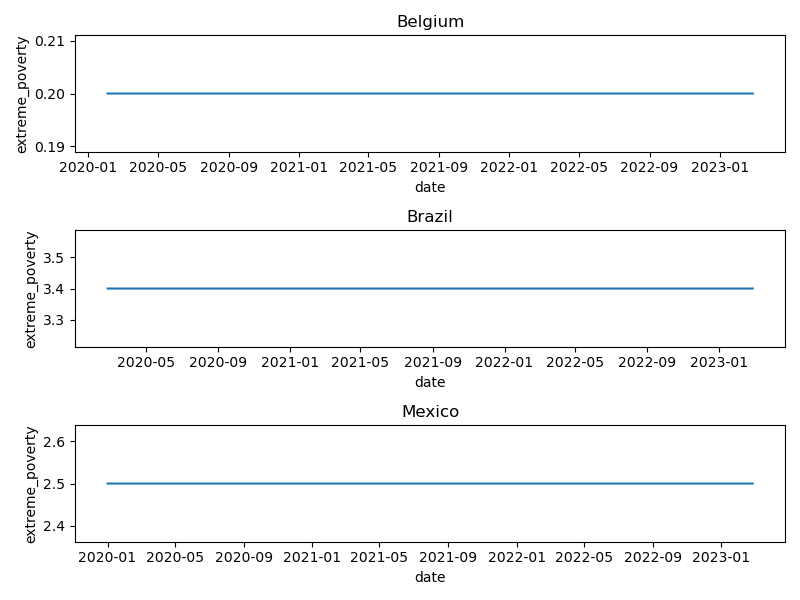 Belgium
extreme_poverty
0.21
0.20
0.19
2020-01 2020-05 2020-09 2021-01 2021-05 2021-09 2022-01 2022-05 2022-09 2023-01
date
Brazil
extreme_poverty
3.5
3.4
3.3
2020-05 2020-09 2021-01 2021-05 2021-09 2022-01 2022-05 2022-09 2023-01
date
Mexico
extreme_poverty
2.6
2.5
2.4
2020-01 2020-05 2020-09 2021-01 2021-05 2021-09 2022-01 2022-05 2022-09 2023-01
date